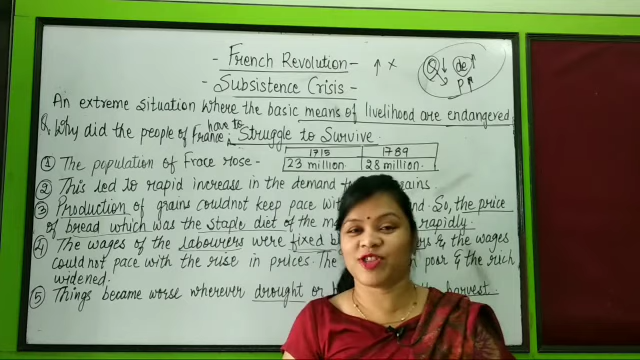 - French Revolution -
- Subsistence Crisis -
↑ x
Q ↓ de ↑
P ↑
An extreme situation where the basic means of livelihood are endangered.
Q. Why did the people of France have to struggle to Survive.
① The population of Frace rose -
1715 1789
23 million 28 million.
② This led to rapid increase in the demand grains.
③ Production of grains couldnot keep pace So, the price
of bread which was the staple diet of the rapidly.
④ The wages of the labourers were fixed & the wages
could not pace with the rise in prices. The poor & the rich
widened.
⑤ Things became worse wherever drought or harvest.